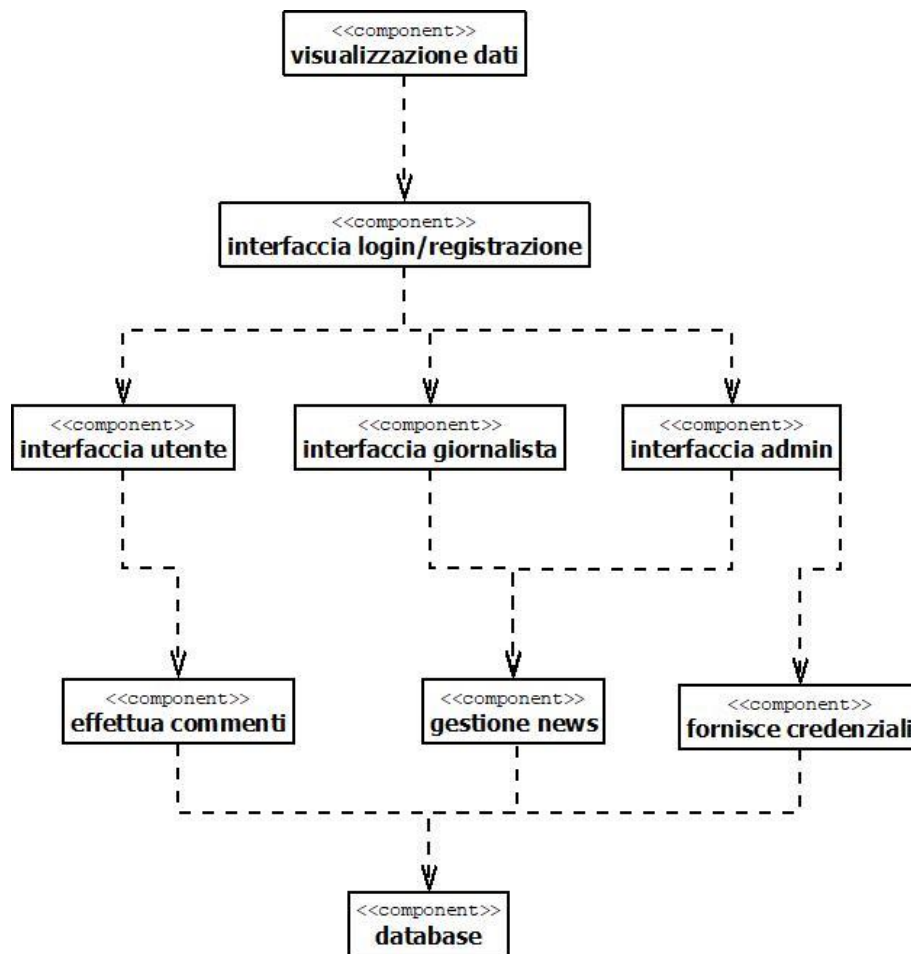 <<component>>
visualizzazione dati
<<component>>
interfaccia login/registrazione
<<component>>
interfaccia utente
<<component>>
interfaccia giornalista
<<component>>
interfaccia admin
<<component>>
effettua commenti
<<component>>
gestione news
<<component>>
fornisce credenziali
<<component>>
database